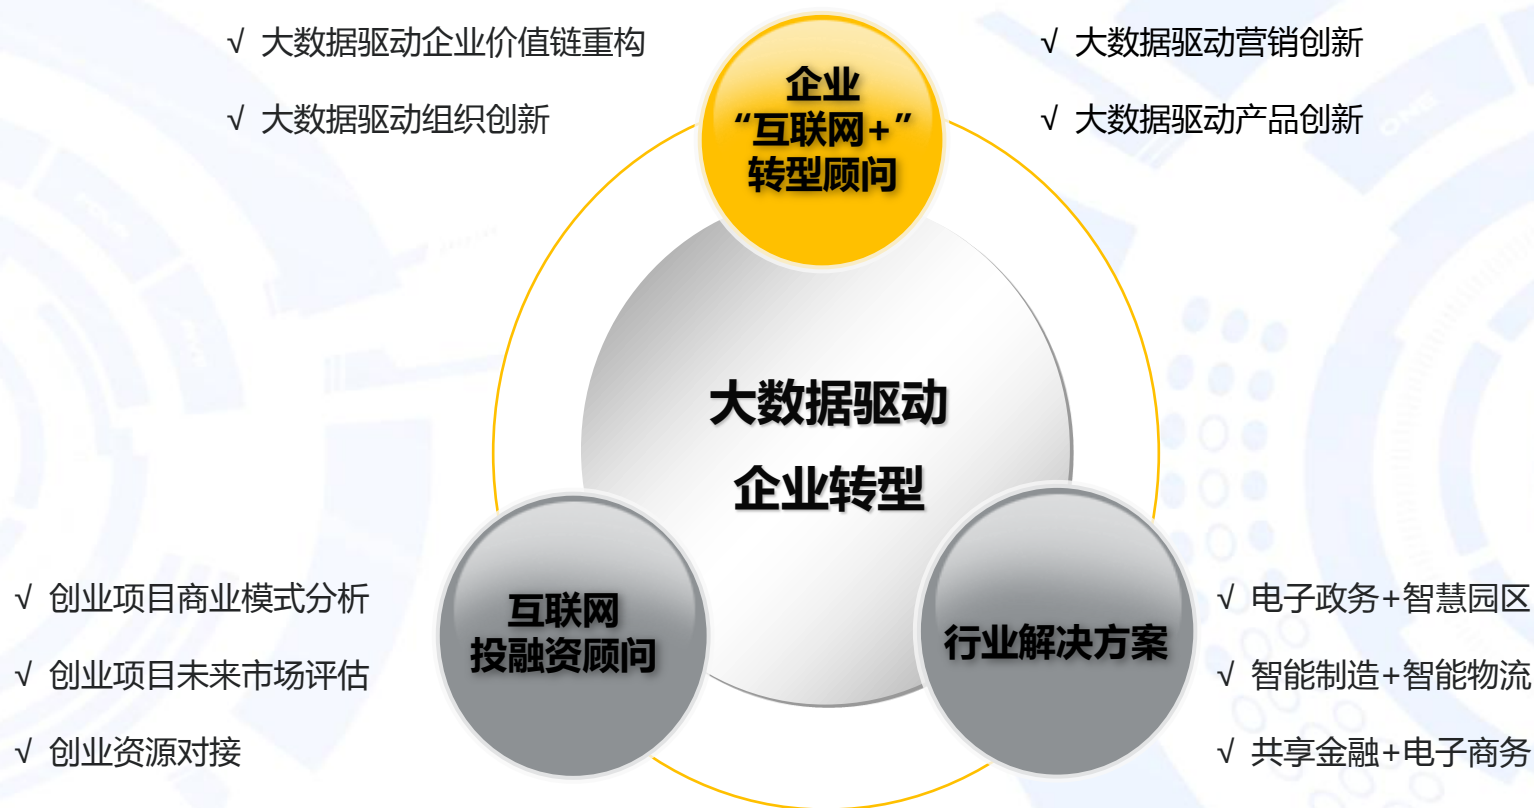 √ 大数据驱动企业价值链重构
√ 大数据驱动组织创新
企业
“互联网+”
转型顾问
√ 大数据驱动营销创新
√ 大数据驱动产品创新
大数据驱动
企业转型
互联网
投融资顾问
√ 创业项目商业模式分析
√ 创业项目未来市场评估
√ 创业资源对接
行业解决方案
√ 电子政务+智慧园区
√ 智能制造+智能物流
√ 共享金融+电子商务